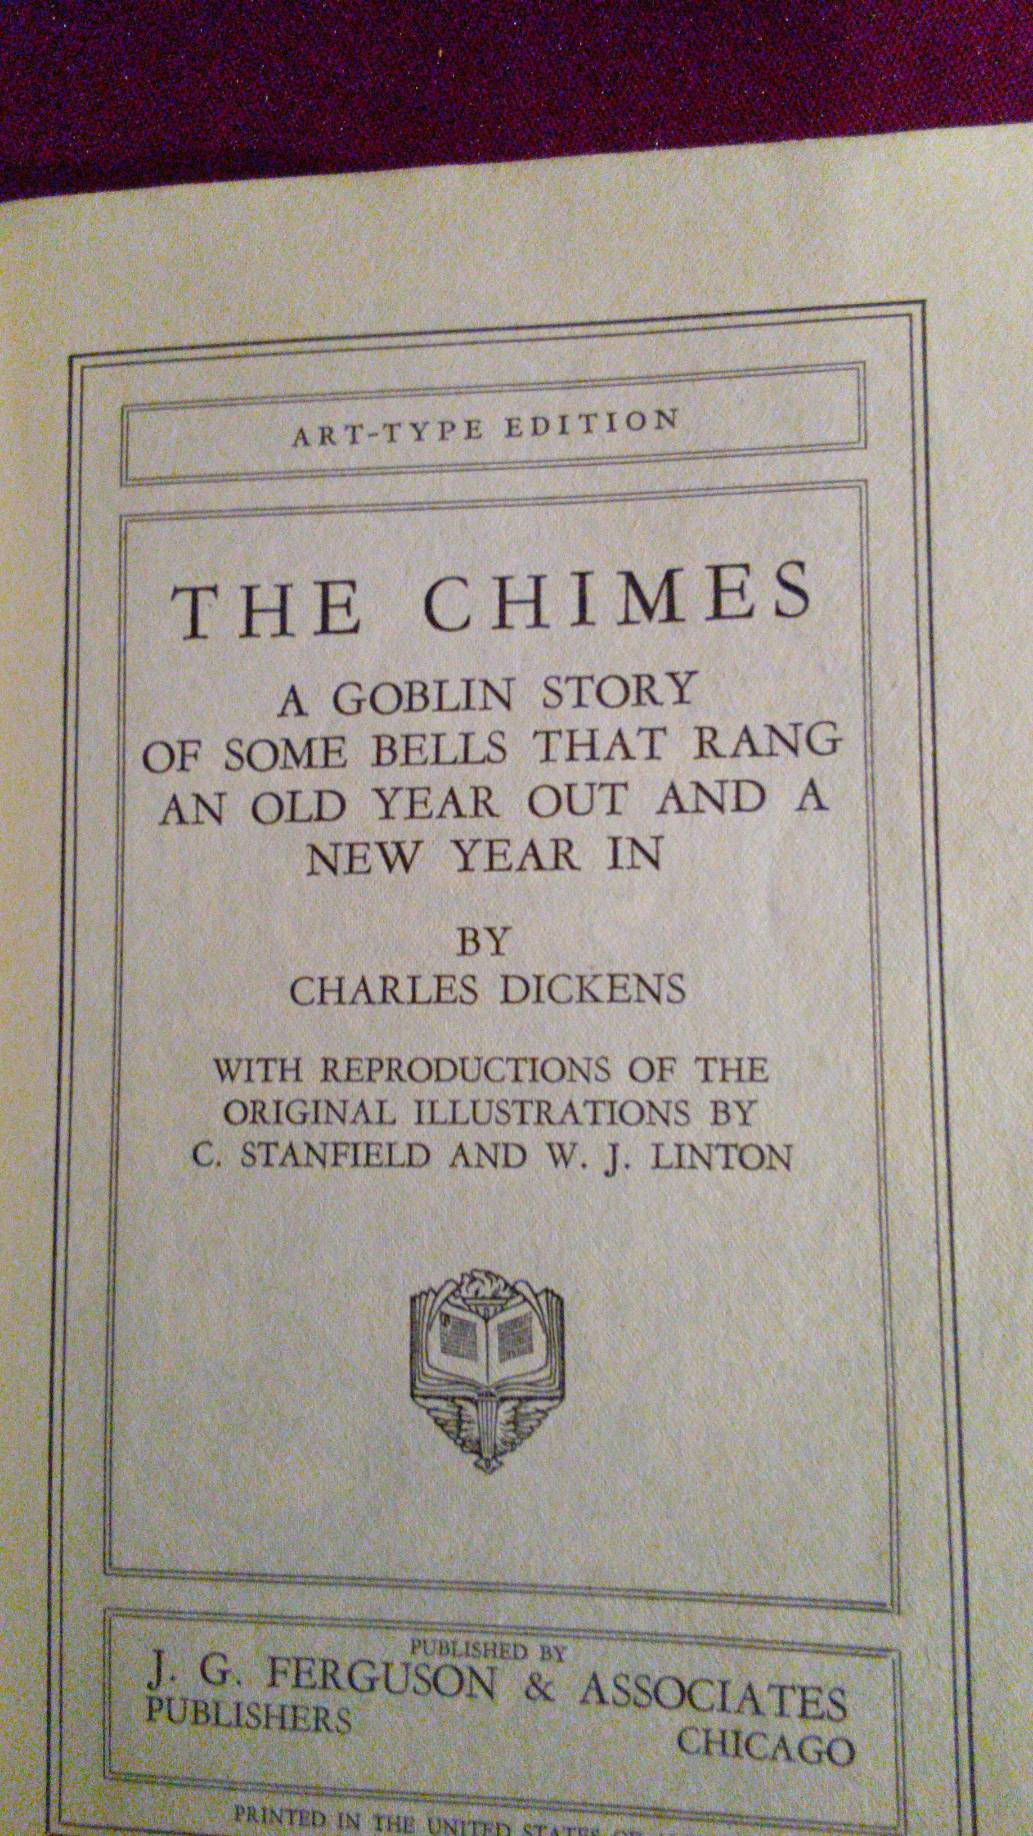 ART-TYPE EDITION
THE CHIMES
A GOBLIN STORY
OF SOME BELLS THAT RANG
AN OLD YEAR OUT AND A
NEW YEAR IN
BY
CHARLES DICKENS
WITH REPRODUCTIONS OF THE
ORIGINAL ILLUSTRATIONS BY
C. STANFIELD AND W. J. LINTON
PUBLISHED BY
J. G. FERGUSON & ASSOCIATES
PUBLISHERS CHICAGO
PRINTED IN THE UNITED STATES OF